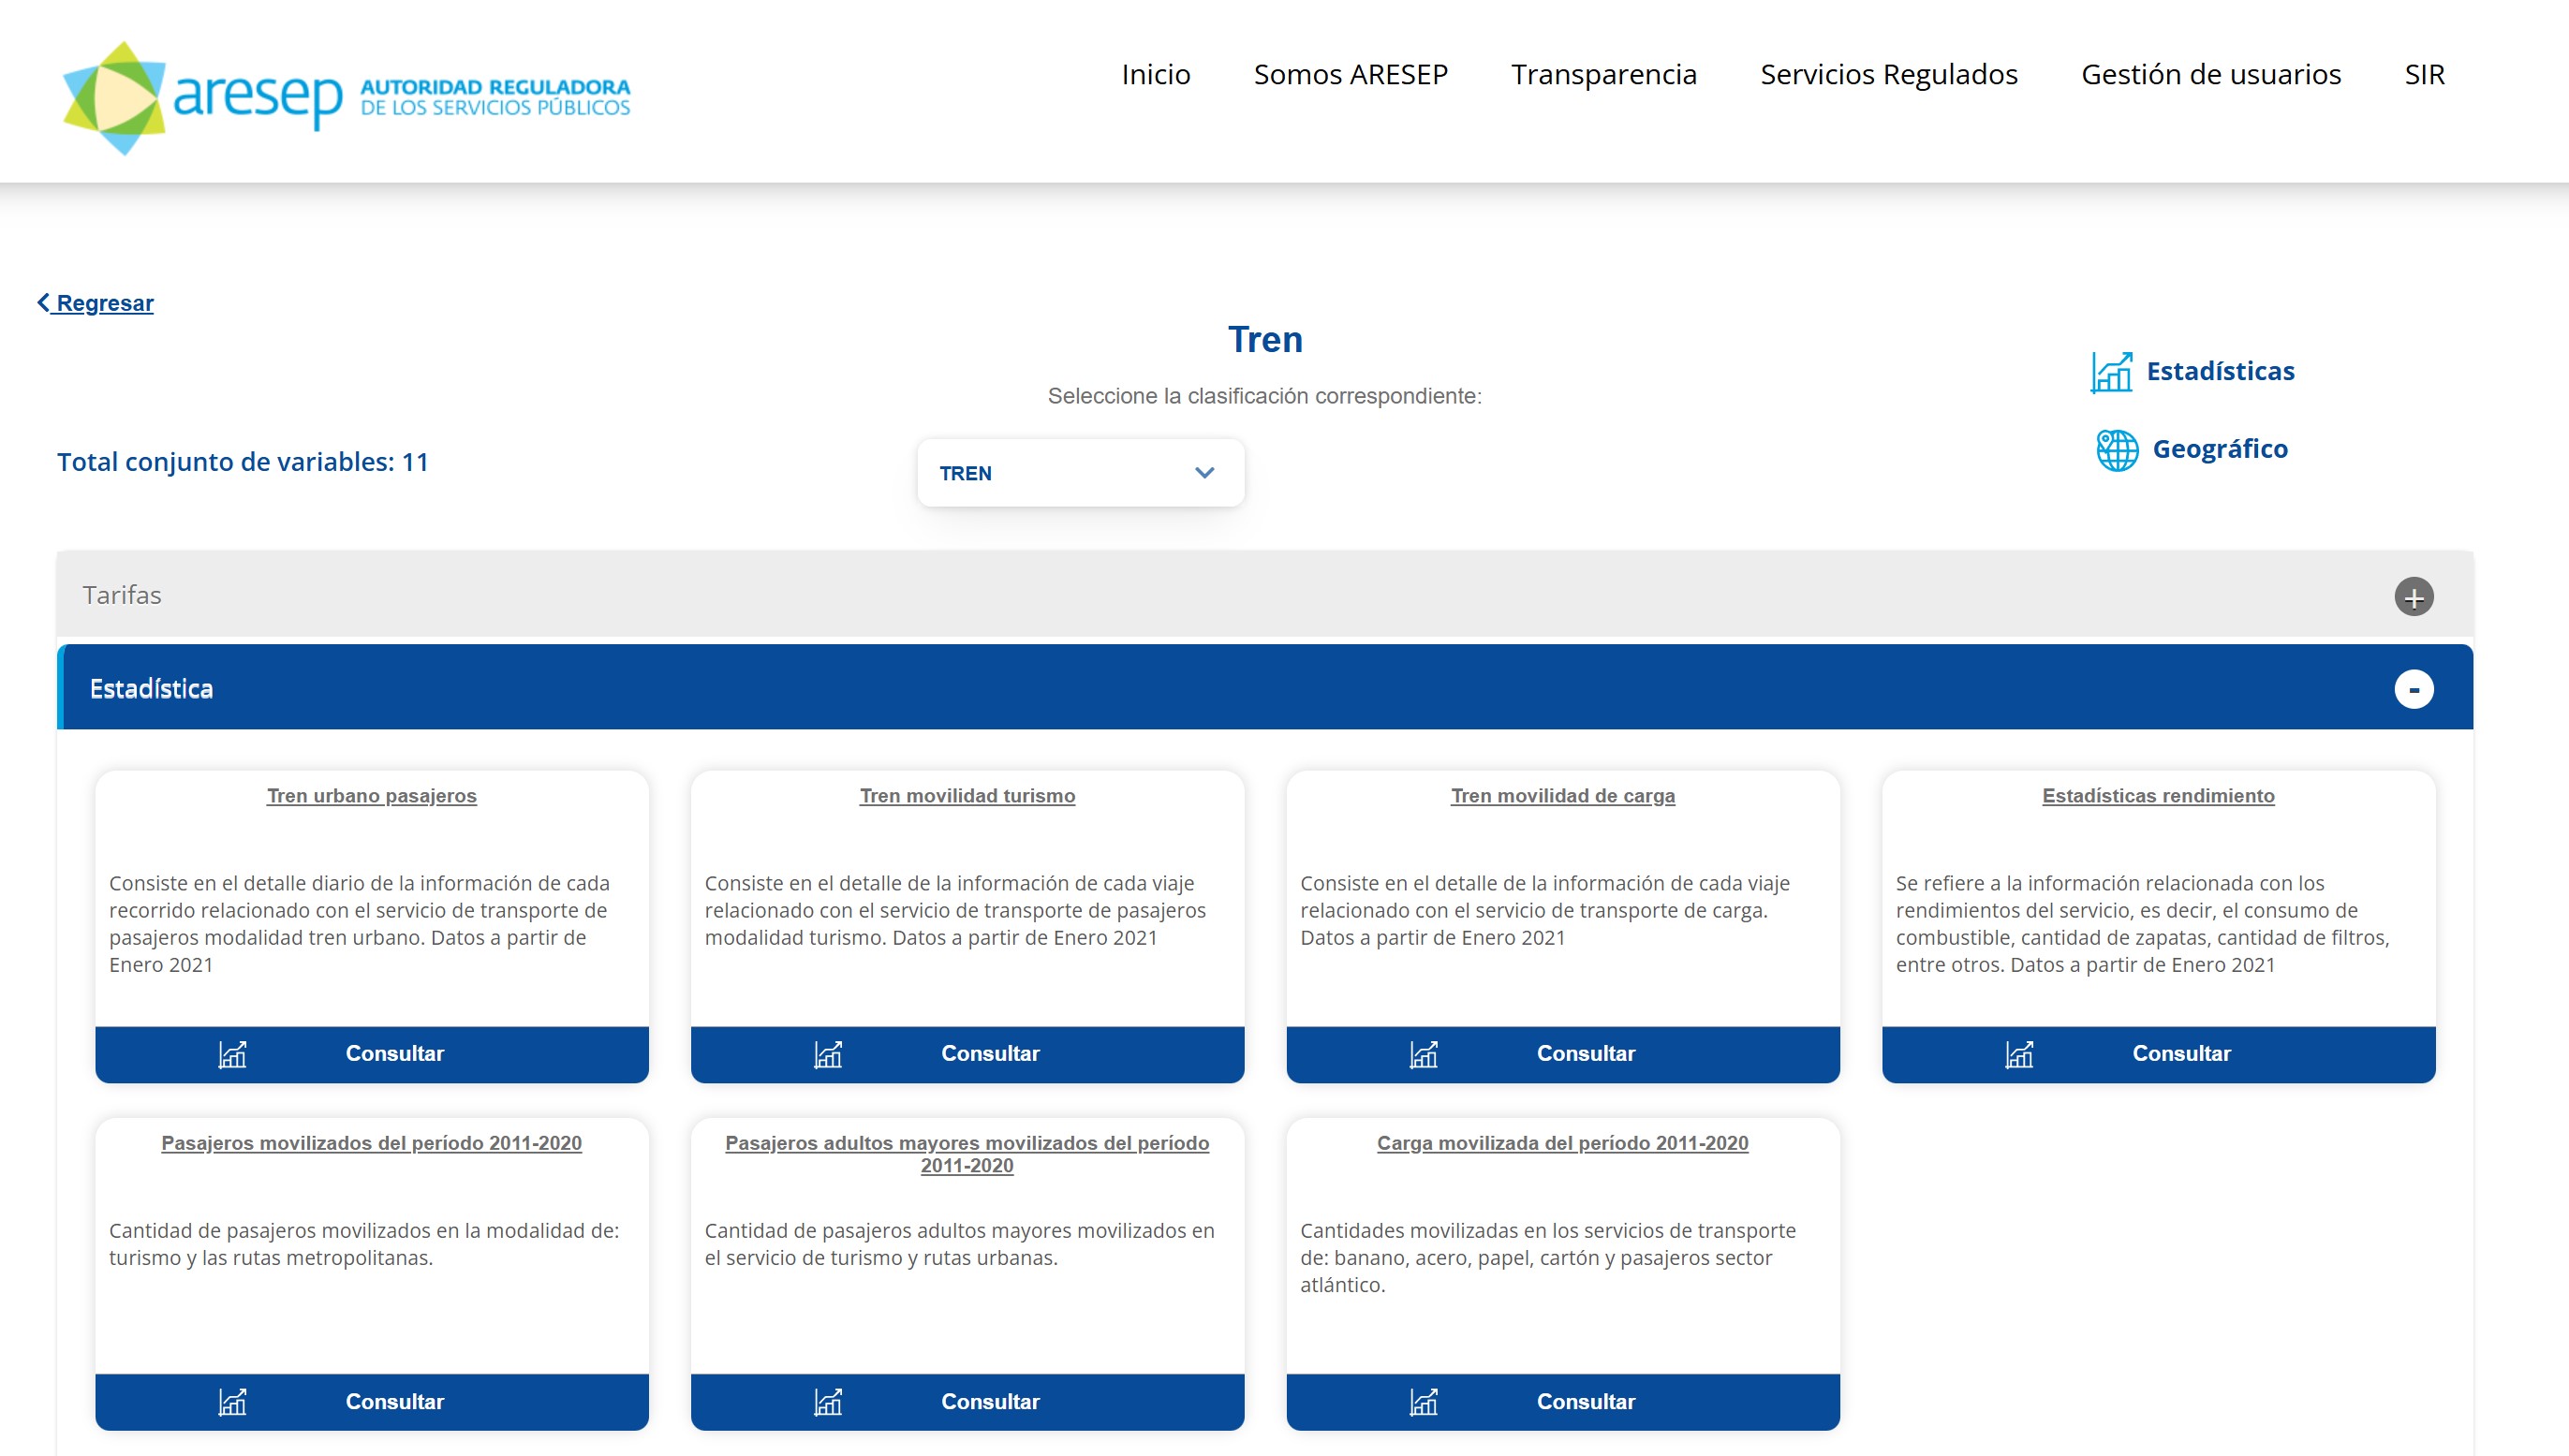 aresep AUTORIDAD REGULADORA
DE LOS SERVICIOS PÚBLICOS
Inicio Somos ARESEP Transparencia Servicios Regulados Gestión de usuarios SIR
Regresar
Tren
Seleccione la clasificación correspondiente:
Estadísticas
Geográfico
Total conjunto de variables: 11
TREN
Tarifas
+
Estadística
-
Tren urbano pasajeros
Consiste en el detalle diario de la información de cada
recorrido relacionado con el servicio de transporte de
pasajeros modalidad tren urbano. Datos a partir de
Enero 2021
Consultar
Tren movilidad turismo
Consiste en el detalle de la información de cada viaje
relacionado con el servicio de transporte de pasajeros
modalidad turismo. Datos a partir de Enero 2021
Consultar
Tren movilidad de carga
Consiste en el detalle de la información de cada viaje
relacionado con el servicio de transporte de carga.
Datos a partir de Enero 2021
Consultar
Estadísticas rendimiento
Se refiere a la información relacionada con los
rendimientos del servicio, es decir, el consumo de
combustible, cantidad de zapatas, cantidad de filtros,
entre otros. Datos a partir de Enero 2021
Consultar
Pasajeros movilizados del período 2011-2020
Cantidad de pasajeros movilizados en la modalidad de:
turismo y las rutas metropolitanas.
Consultar
Pasajeros adultos mayores movilizados del período
2011-2020
Cantidad de pasajeros adultos mayores movilizados en
el servicio de turismo y rutas urbanas.
Consultar
Carga movilizada del período 2011-2020
Cantidades movilizadas en los servicios de transporte
de: banano, acero, papel, cartón y pasajeros sector
atlántico.
Consultar